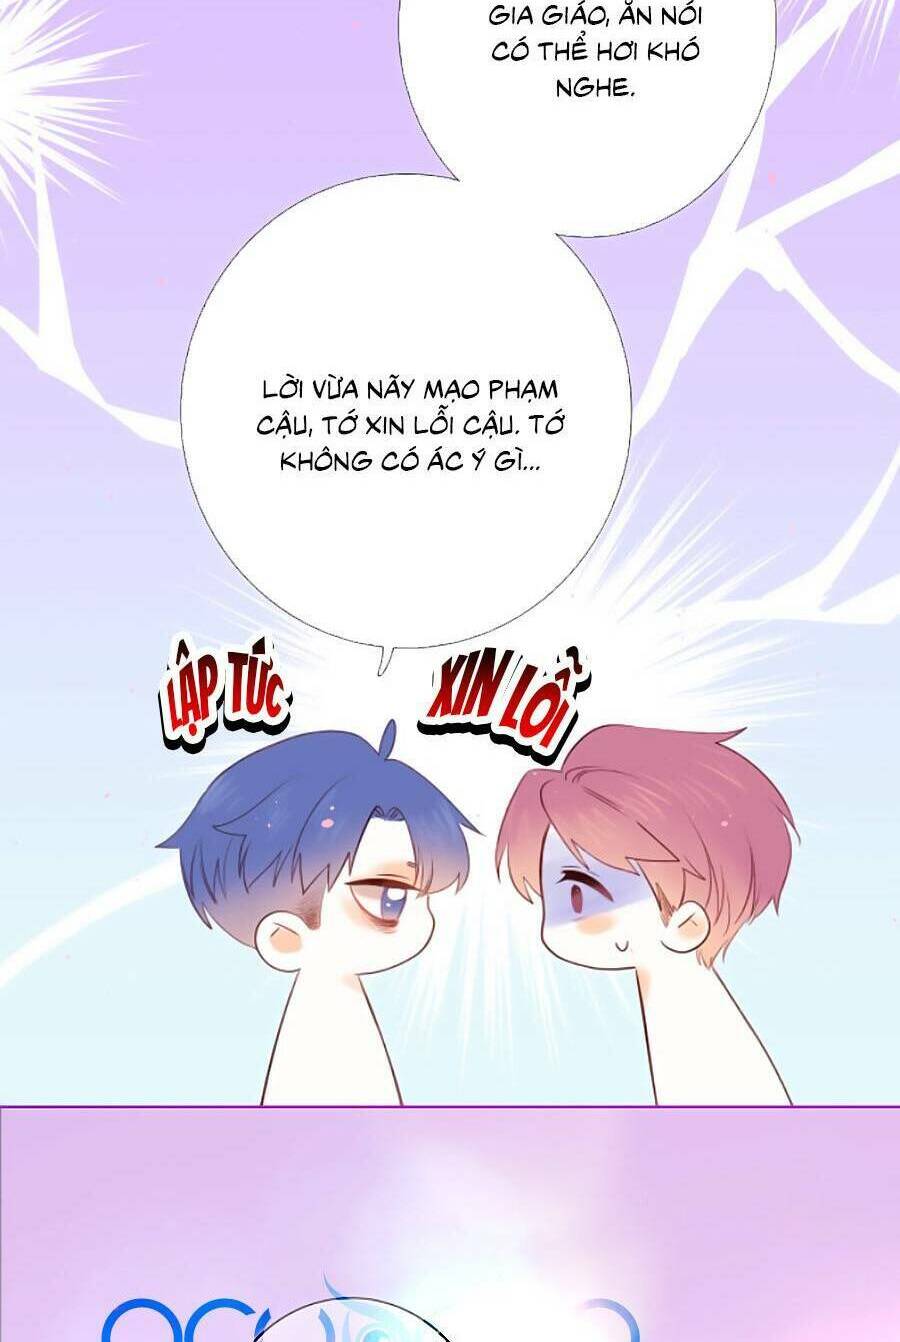 GIA GIÁO, ĂN NÓI
CÓ THỂ HƠI KHÓ
NGHE.
LỜI VỪA NÃY MẠO PHẠM
CẬU, TỚ XIN LỖI CẬU. TỚ
KHÔNG CÓ ÁC Ý GÌ...
LẬP TỨC
XIN LỖI